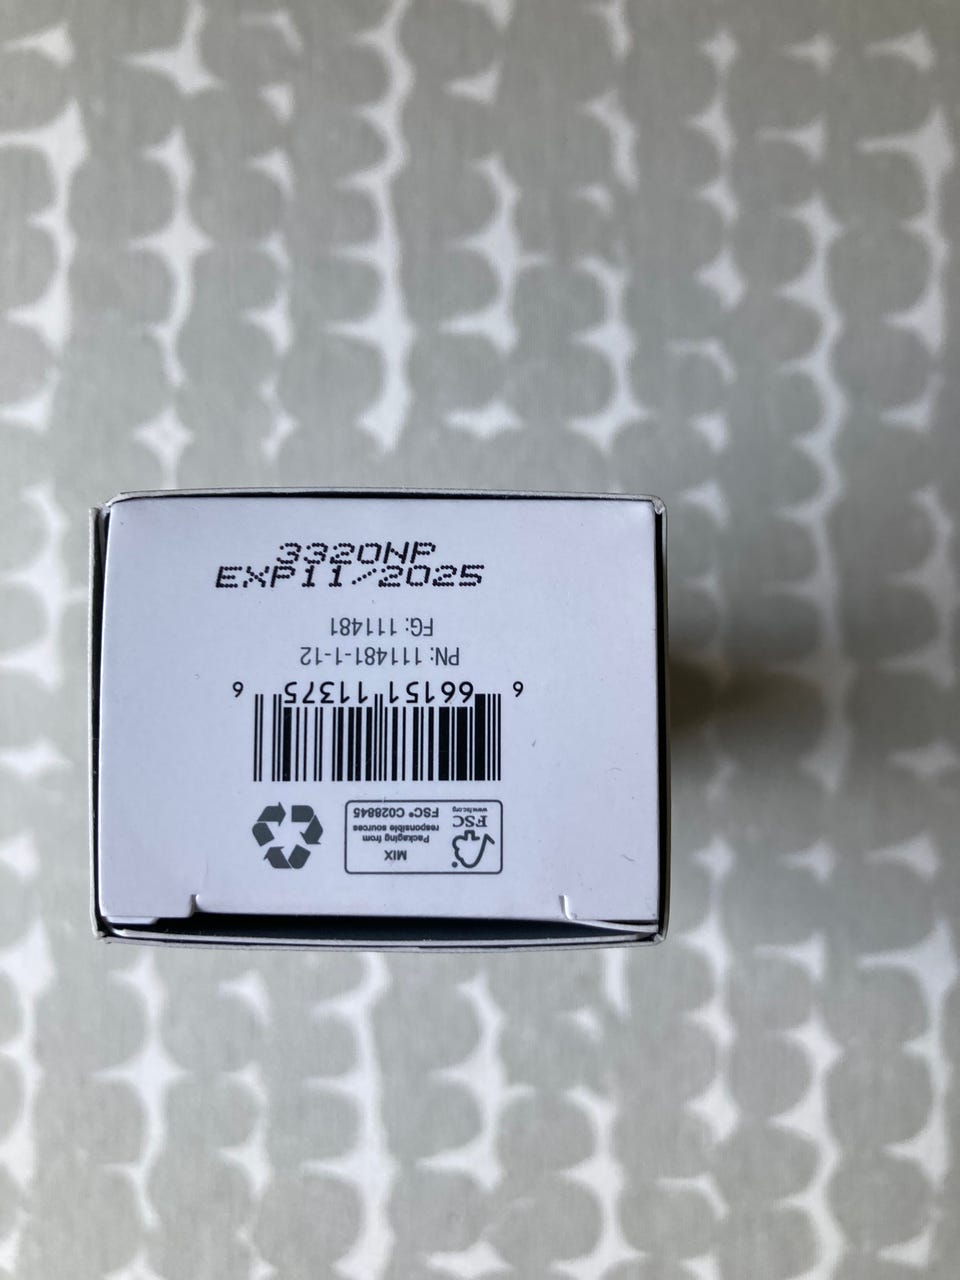 3320NP
EXP11/2025
FSC
www.fsc.org
MIX
Packaging from
responsible sources
FSC® C028845
6 66151 11375 6
PN: 111481-1-12
FG: 111481